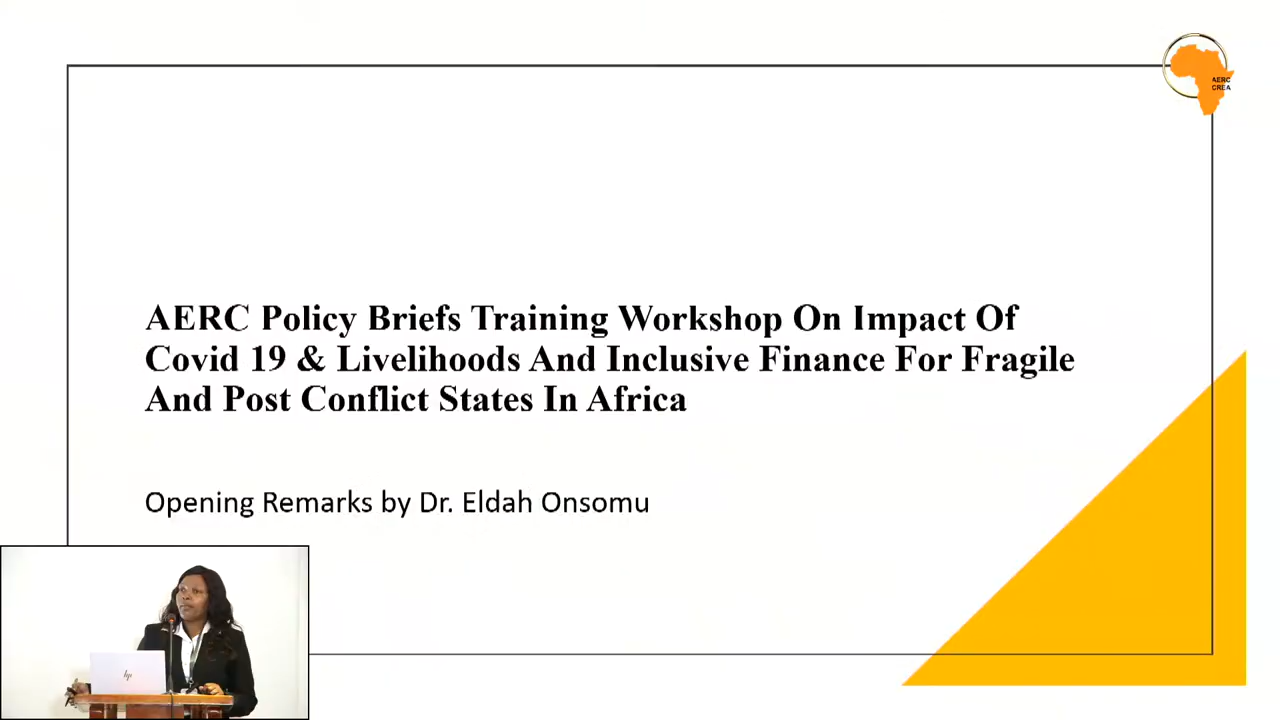 AERC
CREA
AERC Policy Briefs Training Workshop On Impact Of
Covid 19 & Livelihoods And Inclusive Finance For Fragile
And Post Conflict States In Africa
Opening Remarks by Dr. Eldah Onsomu
hp